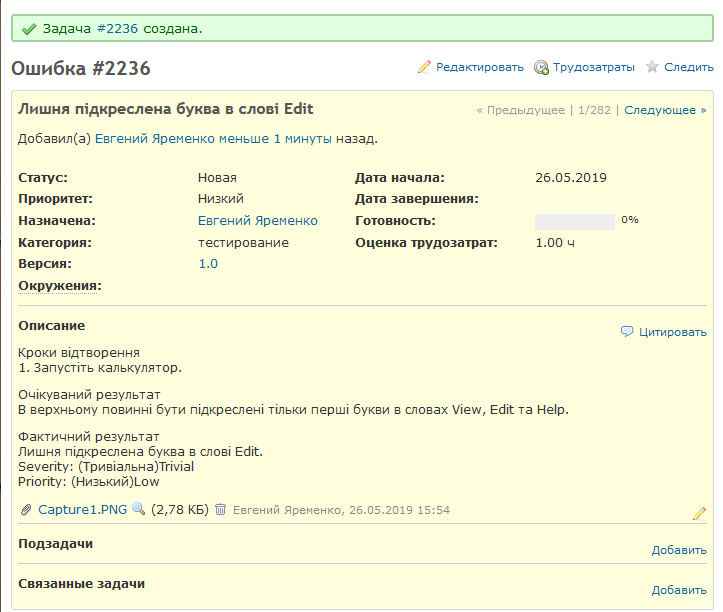 Задача #2236 создана.
Ошибка #2236
Редактировать Трудозатраты Следить
Лишня підкреслена буква в слові Edit
« Предыдущее | 1/282 | Следующее »
Добавил(а) Евгений Яременко меньше 1 минуты назад.
Статус: Новая Дата начала: 26.05.2019
Приоритет: Низкий Дата завершения:
Назначена: Евгений Яременко Готовность: 0%
Категория: тестирование Оценка трудозатрат: 1.00 ч
Версия: 1.0
Окружения:
Описание
Цитировать
Кроки відтворення
1. Запустіть калькулятор.
Очікуваний результат
В верхньому повинні бути підкреслені тільки перші букви в словах View, Edit та Help.
Фактичний результат
Лишня підкреслена буква в слові Edit.
Severity: (Тривіальна)Trivial
Priority: (Низький)Low
Capture1.PNG (2,78 КБ) Евгений Яременко, 26.05.2019 15:54
Подзадачи
Добавить
Связанные задачи
Добавить